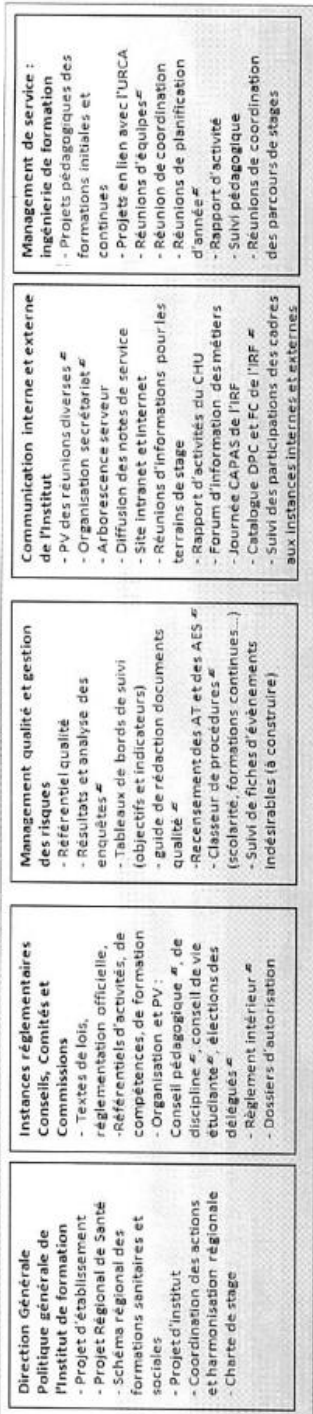 Direction Générale
Politique générale de
l'Institut de formation
- Projet d'établissement
- Projet Régional de Santé
- Schéma régional des
formations sanitaires et
sociales
- Projet d'institut
- Coordination des actions
et harmonisation régionale
- Charte de stage
Instances réglementaires
Conseils, Comités et
Commissions
- Textes de lois,
réglementation officielle,
-Référentiels d'activités, de
compétences, de formation
- Organisation et PV :
Conseil pédagogique, de
discipline, conseil de vie
étudiante, élections des
délégués
- Règlement intérieur
- Dossiers d'autorisation
Management qualité et gestion
des risques
- Référentiel qualité
- Résultats et analyse des
enquêtes
- Tableaux de bords de suivi
(objectifs et indicateurs)
- guide de rédaction documents
qualité
-Recensement des AT et des AES
- Classeur de procédures
(scolarité, formations continues...)
- Suivi de fiches d'évènements
indésirables (à construire)
Communication interne et externe
de l'Institut
- PV des réunions diverses
- Organisation secrétariat
- Arborescence serveur
- Diffusion des notes de service
- Site intranet et internet
- Réunions d'informations pour les
terrains de stage
- Rapport d'activités du CHU
- Forum d'information des métiers
-Journée CAPAS de l'IRF
- Catalogue DPC et FC de l'IRF
- Suivi des participations des cadres
aux instances internes et externes
Management de service :
ingénierie de formation
- Projets pédagogiques des
formations initiales et
continues
- Projets en lien avec l'URCA
- Réunions d'équipes
- Réunion de coordination
- Réunions de planification
d'année
- Rapport d'activité
- Suivi pédagogique
- Réunions de coordination
des parcours de stages